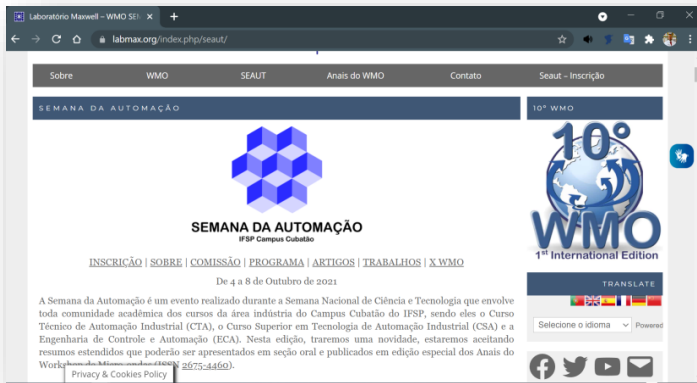 Laboratório Maxwell – WMO SEM
labmax.org/index.php/seaut/
Sobre
WMO
SEAUT
Anais do WMO
Contato
Seaut – Inscrição
SEMANA DA AUTOMAÇÃO
SEMANA DA AUTOMAÇÃO
IFSP Campus Cubatão
INSCRIÇÃO | SOBRE | COMISSÃO | PROGRAMA | ARTIGOS | TRABALHOS | X WMO
De 4 a 8 de Outubro de 2021
A Semana da Automação é um evento realizado durante a Semana Nacional de Ciência e Tecnologia que envolve
toda comunidade acadêmica dos cursos da área indústria do Campus Cubatão do IFSP, sendo eles o Curso
Técnico de Automação Industrial (CTA), o Curso Superior em Tecnologia de Automação Industrial (CSA) e a
Engenharia de Controle e Automação (ECA). Nesta edição, traremos uma novidade, estaremos aceitando
resumos estendidos que poderão ser apresentados em seção oral e publicados em edição especial dos Anais do
2675-4460).
Privacy & Cookies Policy
10º WMO
10º
WMO
1st International Edition
TRANSLATE
Selecione o idioma
Powered